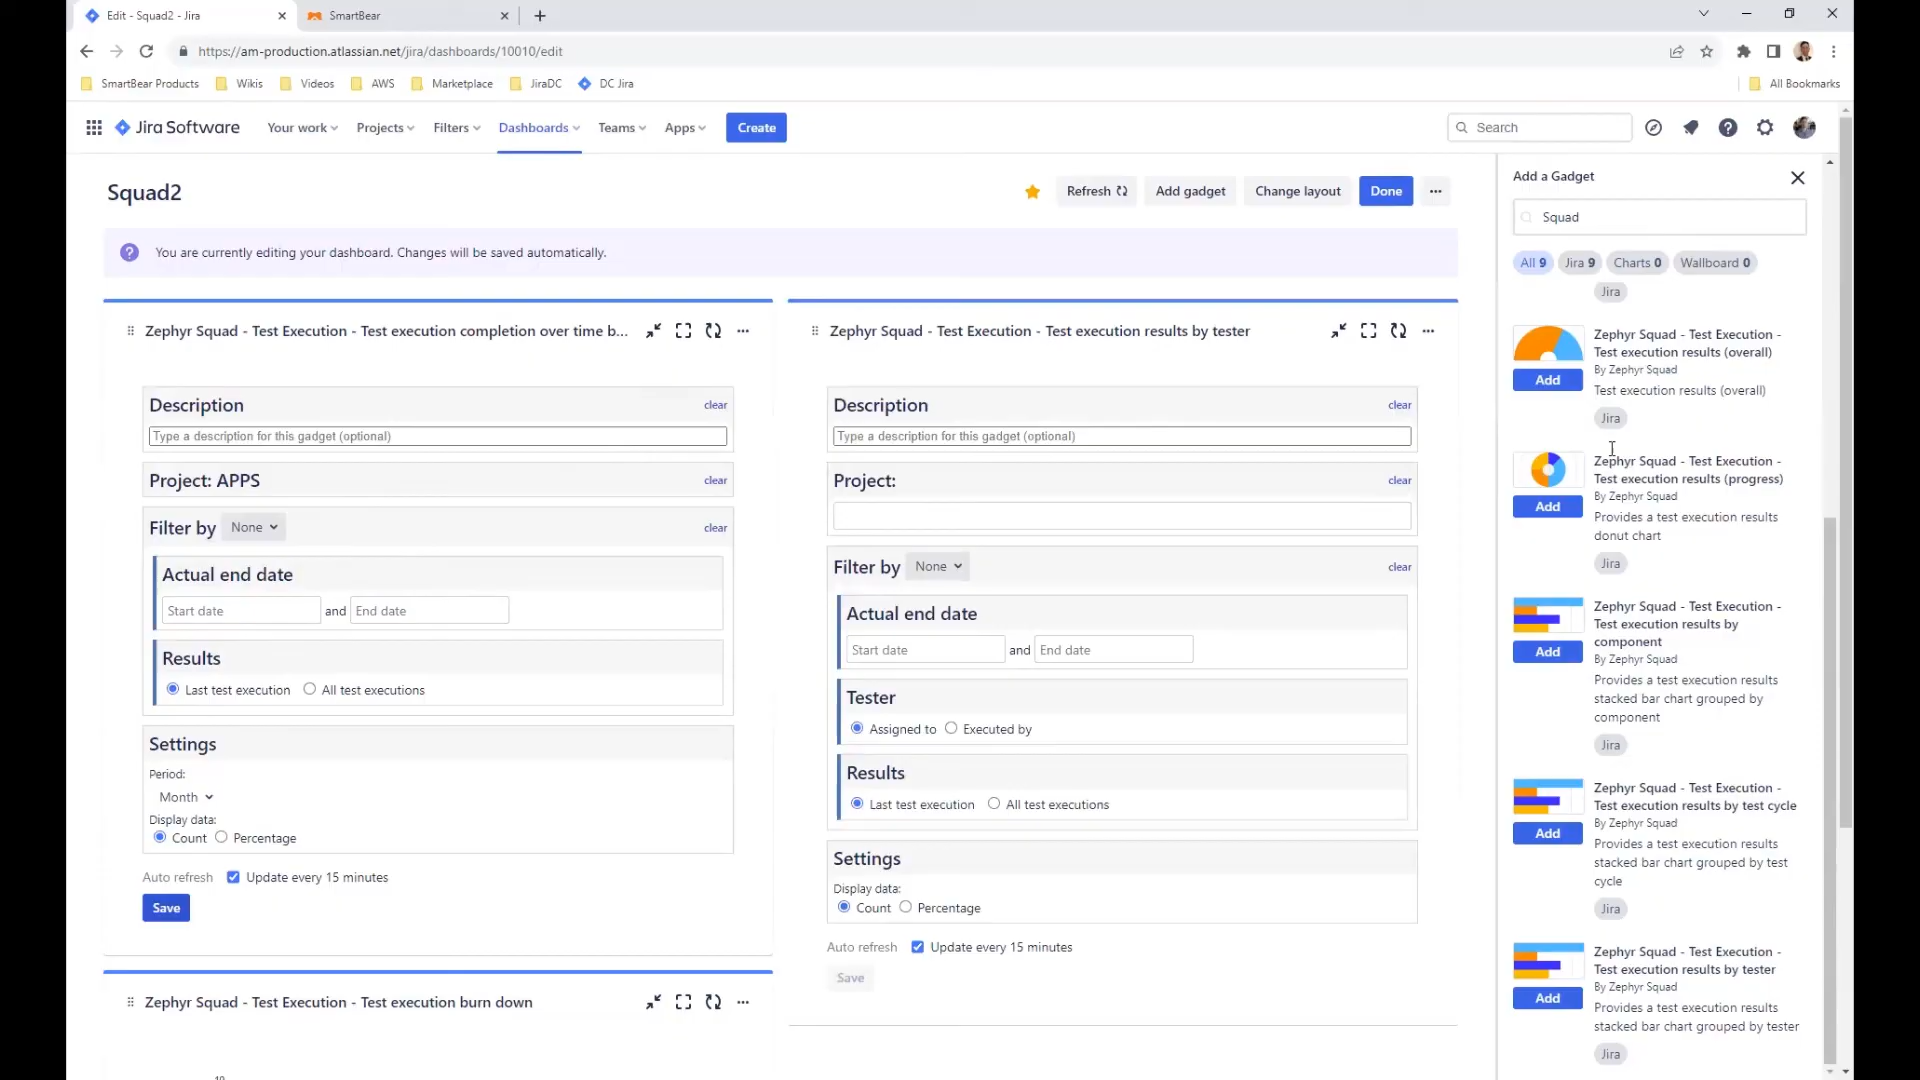 Edit - Squad2 - Jira
SmartBear
https://am-production.atlassian.net/jira/dashboards/10010/edit
SmartBear Products
Wikis
Videos
AWS
Marketplace
JiraDC
DC Jira
All Bookmarks
Jira Software
Your work
Projects
Filters
Dashboards
Teams
Apps
Create
Search
Squad2
Refresh
Add gadget
Change layout
Done
You are currently editing your dashboard. Changes will be saved automatically.
Zephyr Squad - Test Execution - Test execution completion over time b...
Description
clear
Type a description for this gadget (optional)
Project: APPS
clear
Filter by None
clear
Actual end date
Start date and End date
Results
Last test execution All test executions
Settings
Period:
Month
Display data:
Count Percentage
Auto refresh Update every 15 minutes
Save
Zephyr Squad - Test Execution - Test execution burn down
Zephyr Squad - Test Execution - Test execution results by tester
Description
clear
Type a description for this gadget (optional)
Project:
clear
Filter by None
clear
Actual end date
Start date and End date
Tester
Assigned to Executed by
Results
Last test execution All test executions
Settings
Display data:
Count Percentage
Auto refresh Update every 15 minutes
Save
Add a Gadget
Squad
All 9
Jira 9
Charts 0
Wallboard 0
Jira
Zephyr Squad - Test Execution -
Test execution results (overall)
By Zephyr Squad
Add
Test execution results (overall)
Jira
Zephyr Squad - Test Execution -
Test execution results (progress)
By Zephyr Squad
Add
Provides a test execution results
donut chart
Jira
Zephyr Squad - Test Execution -
Test execution results by
component
Add
By Zephyr Squad
Provides a test execution results
stacked bar chart grouped by
component
Jira
Zephyr Squad - Test Execution -
Test execution results by test cycle
By Zephyr Squad
Add
Provides a test execution results
stacked bar chart grouped by test
cycle
Jira
Zephyr Squad - Test Execution -
Test execution results by tester
By Zephyr Squad
Add
Provides a test execution results
stacked bar chart grouped by tester
Jira